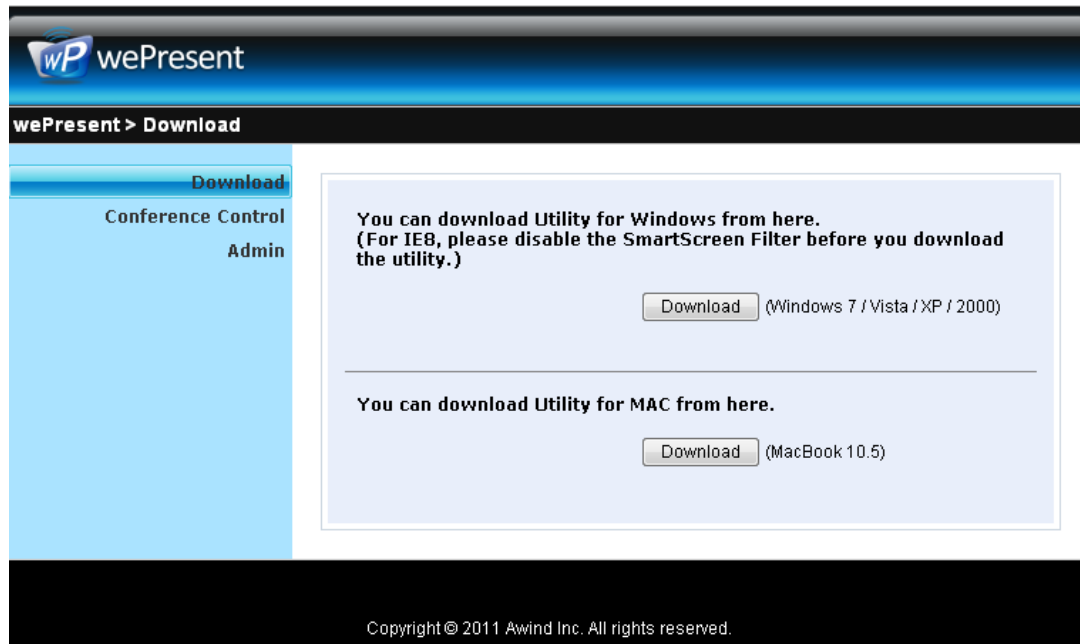 wP wePresent
wePresent > Download
Download
Conference Control
Admin
You can download Utility for Windows from here.
(For IE8, please disable the SmartScreen Filter before you download
the utility.)
Download (Windows 7 / Vista / XP / 2000)
You can download Utility for MAC from here.
Download (MacBook 10.5)
Copyright © 2011 Awind Inc. All rights reserved.